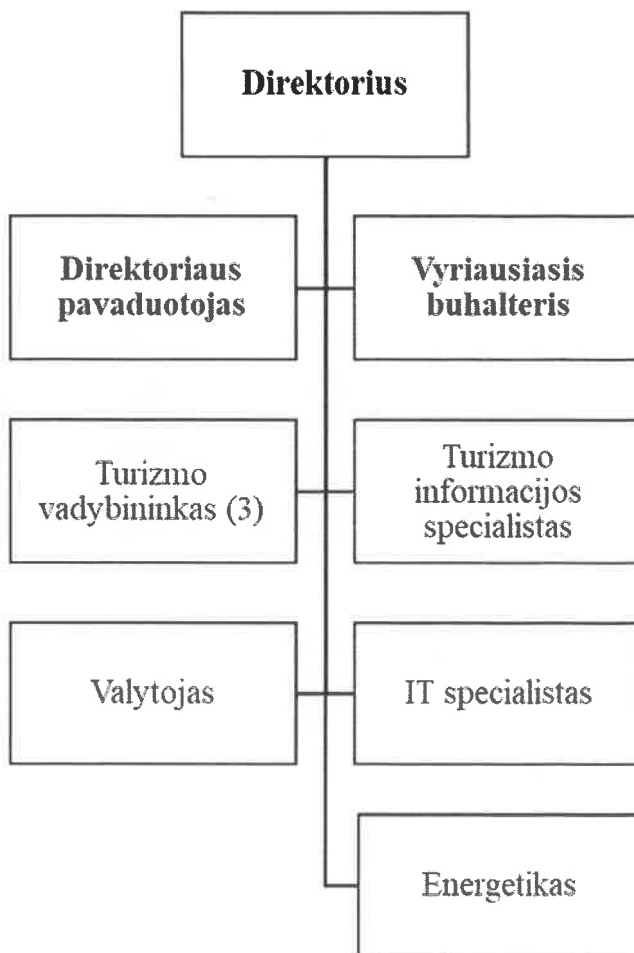 Direktorius
Direktoriaus
pavaduotojas
Vyriausiasis
buhalteris
Turizmo
vadybininkas (3)
Turizmo
informacijos
specialistas
Valytojas
IT specialistas
Energetikas